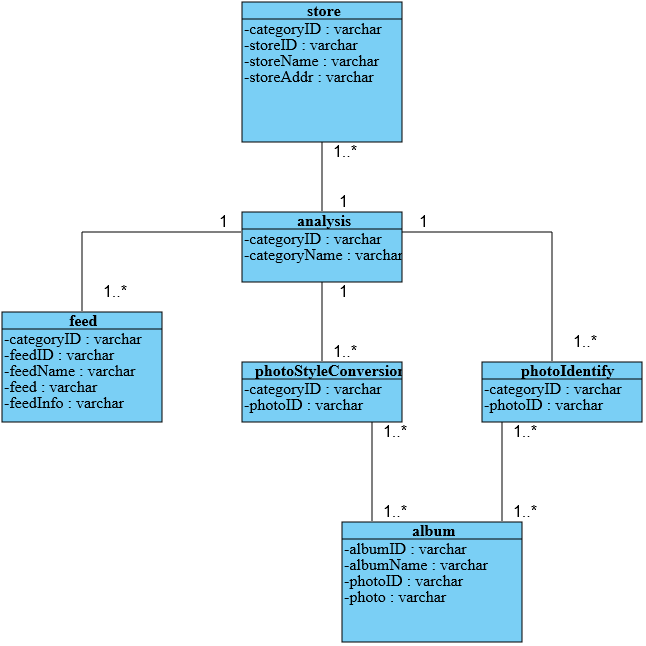 store
-categoryID : varchar
-storeID : varchar
-storeName : varchar
-storeAddr : varchar
1..*
1
analysis
-categoryID : varchar
-categoryName : varchar
1
1
1
1..*
feed
-categoryID : varchar
-feedID : varchar
-feedName : varchar
-feed : varchar
-feedInfo : varchar
1..*
photoStyleConversion
-categoryID : varchar
-photoID : varchar
1..*
photoIdentify
-categoryID : varchar
-photoID : varchar
1..*
1..*
1..*
1..*
album
-albumID : varchar
-albumName : varchar
-photoID : varchar
-photo : varchar